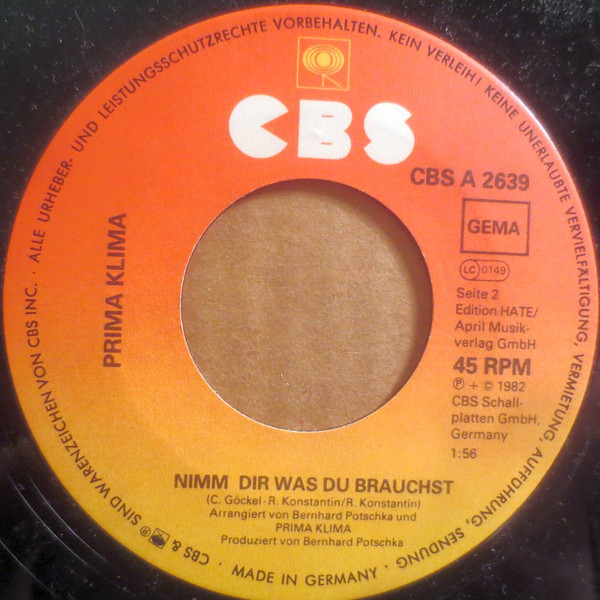 ALLE URHEBER- UND LEISTUNGSSCHUTZRECHTE VORBEHALTEN. KEIN VERLEIH! KEINE UNERLAUBTE VERVIELFÄLTIGUNG, VERMIETUNG, AUFFÜHRUNG, SENDUNG
CBS
CBS A 2639
GEMA
LC 0149
PRIMA KLIMA
Seite 2
Edition HATE/
April Musik-
verlag GmbH
45 RPM
Ⓟ + © 1982
CBS Schall-
platten GmbH,
Germany
1:56
NIMM DIR WAS DU BRAUCHST
(C. Göckel - R. Konstantin/R. Konstantin)
Arrangiert von Bernhard Potschka und
PRIMA KLIMA
Produziert von Bernhard Potschka
CBS & ® SIND WARENZEICHEN VON CBS INC. ·
· MADE IN GERMANY ·